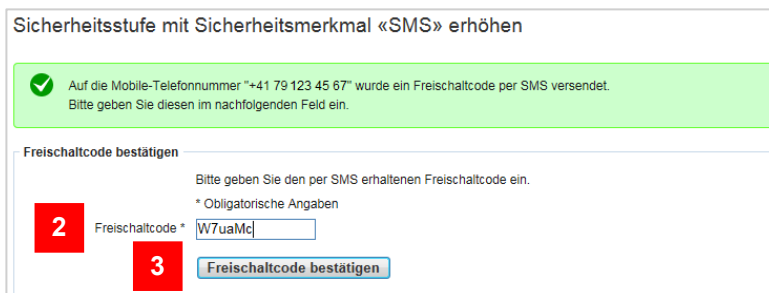 Sicherheitsstufe mit Sicherheitsmerkmal «SMS» erhöhen
Auf die Mobile-Telefonnummer "+41 79 123 45 67" wurde ein Freischaltcode per SMS versendet.
Bitte geben Sie diesen im nachfolgenden Feld ein.
Freischaltcode bestätigen
Bitte geben Sie den per SMS erhaltenen Freischaltcode ein.
* Obligatorische Angaben
2 Freischaltcode * W7uaMc
3 Freischaltcode bestätigen